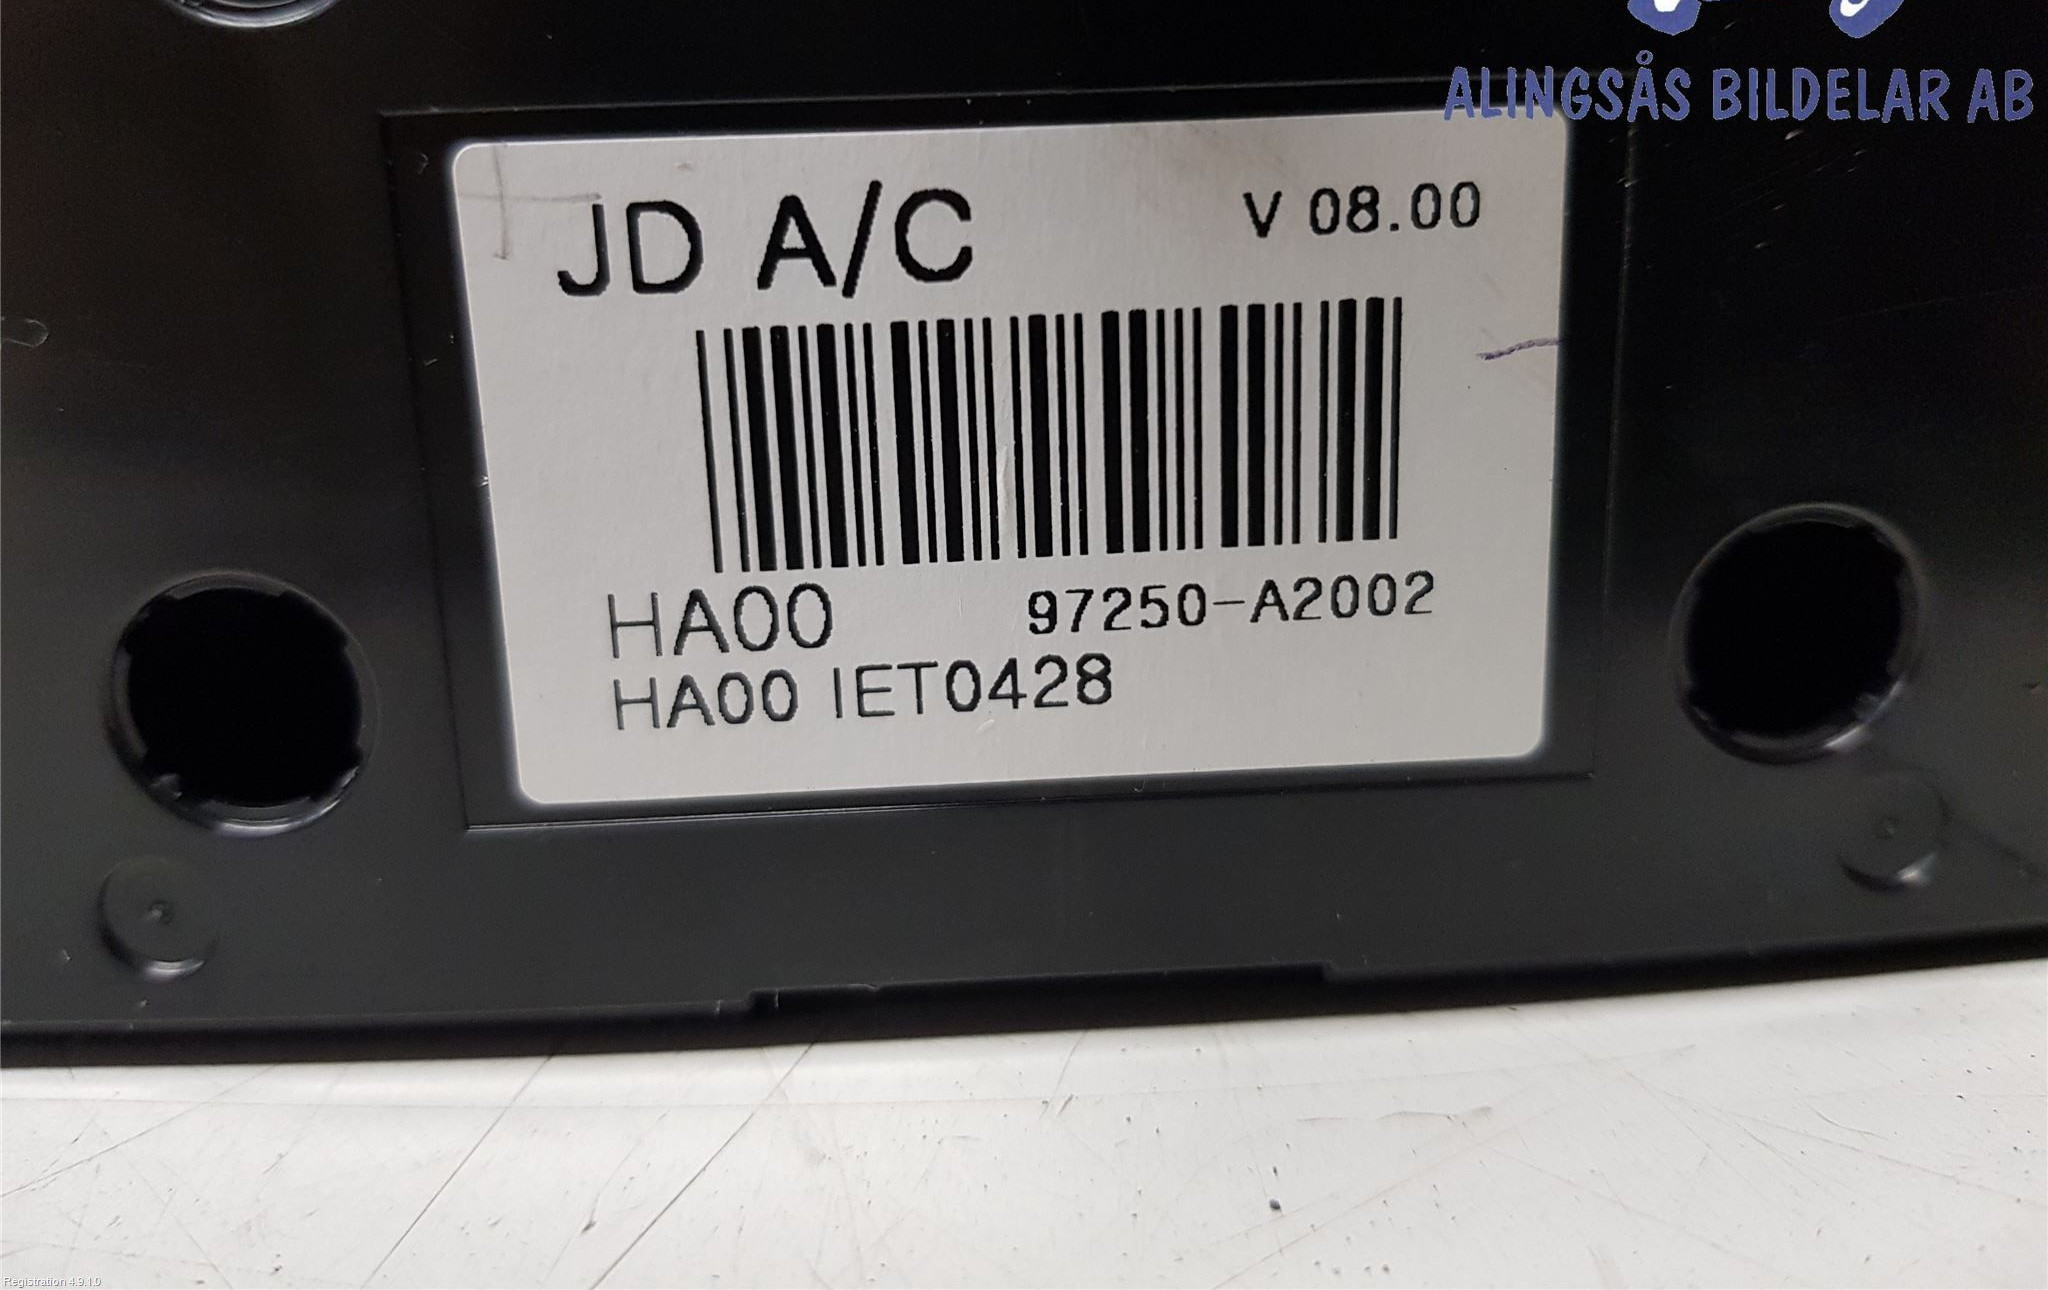 ALINGSÅS BILDELAR AB
JD A/C V 08.00
HA00 97250-A2002
HA00 IET0428
Registration 4.9.1.0